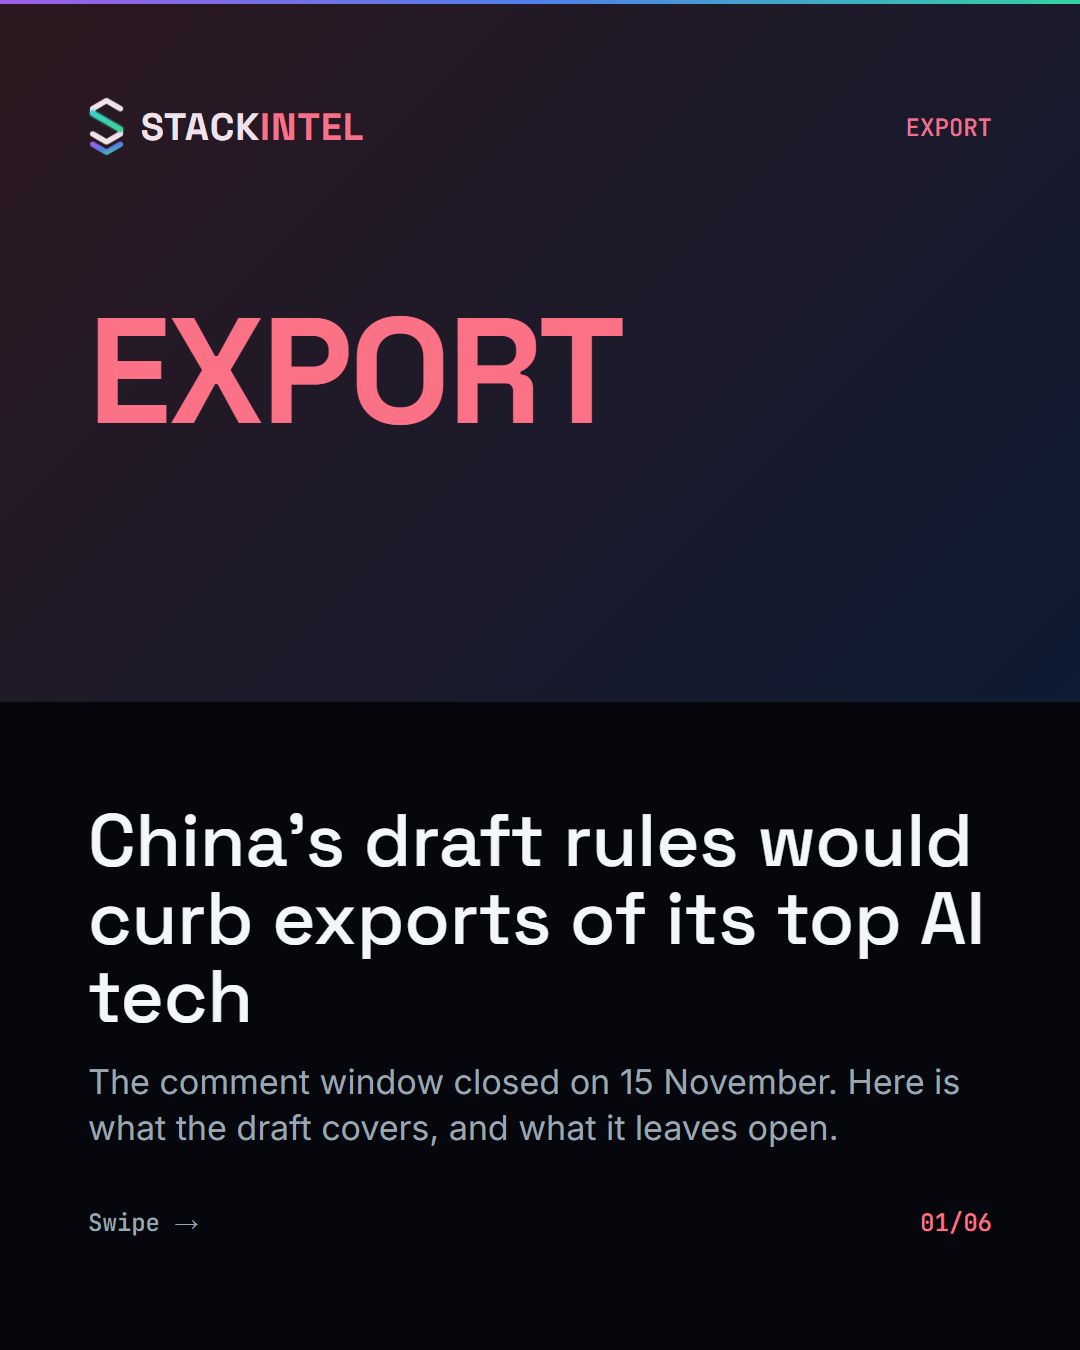 STACKINTEL
EXPORT
EXPORT
China’s draft rules would
curb exports of its top AI
tech
The comment window closed on 15 November. Here is
what the draft covers, and what it leaves open.
Swipe →
01/06